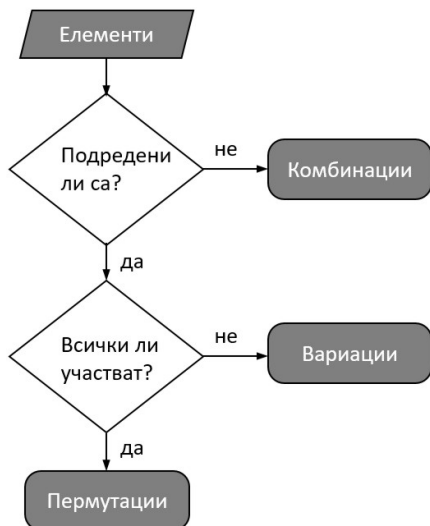 Елементи
Подредени
ли са?
не
Комбинации
да
Всички ли
участват?
не
Вариации
да
Пермутации